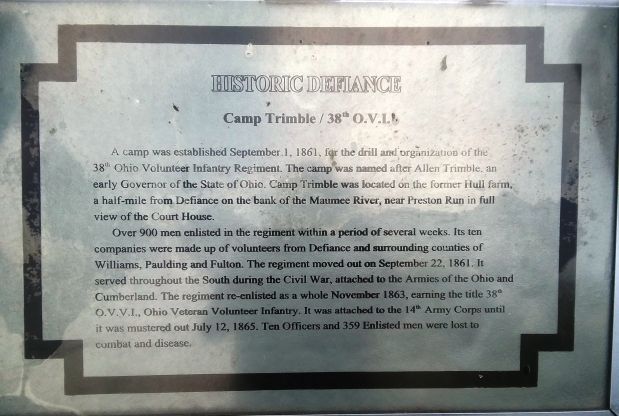 HISTORIC DEFIANCE
Camp Trimble / 38th O.V.I.
A camp was established September 1, 1861, for the drill and organization of the
38th Ohio Volunteer Infantry Regiment. The camp was named after Allen Trimble, an
early Governor of the State of Ohio. Camp Trimble was located on the former Hull farm,
a half-mile from Defiance on the bank of the Maumee River, near Preston Run in full
view of the Court House.
Over 900 men enlisted in the regiment within a period of several weeks. Its ten
companies were made up of volunteers from Defiance and surrounding counties of
Williams, Paulding and Fulton. The regiment moved out on September 22, 1861. It
served throughout the South during the Civil War, attached to the Armies of the Ohio and
Cumberland. The regiment re-enlisted as a whole November 1863, earning the title 38th
O.V.V.I., Ohio Veteran Volunteer Infantry. It was attached to the 14th Army Corps until
it was mustered out July 12, 1865. Ten Officers and 359 Enlisted men were lost to
combat and disease.